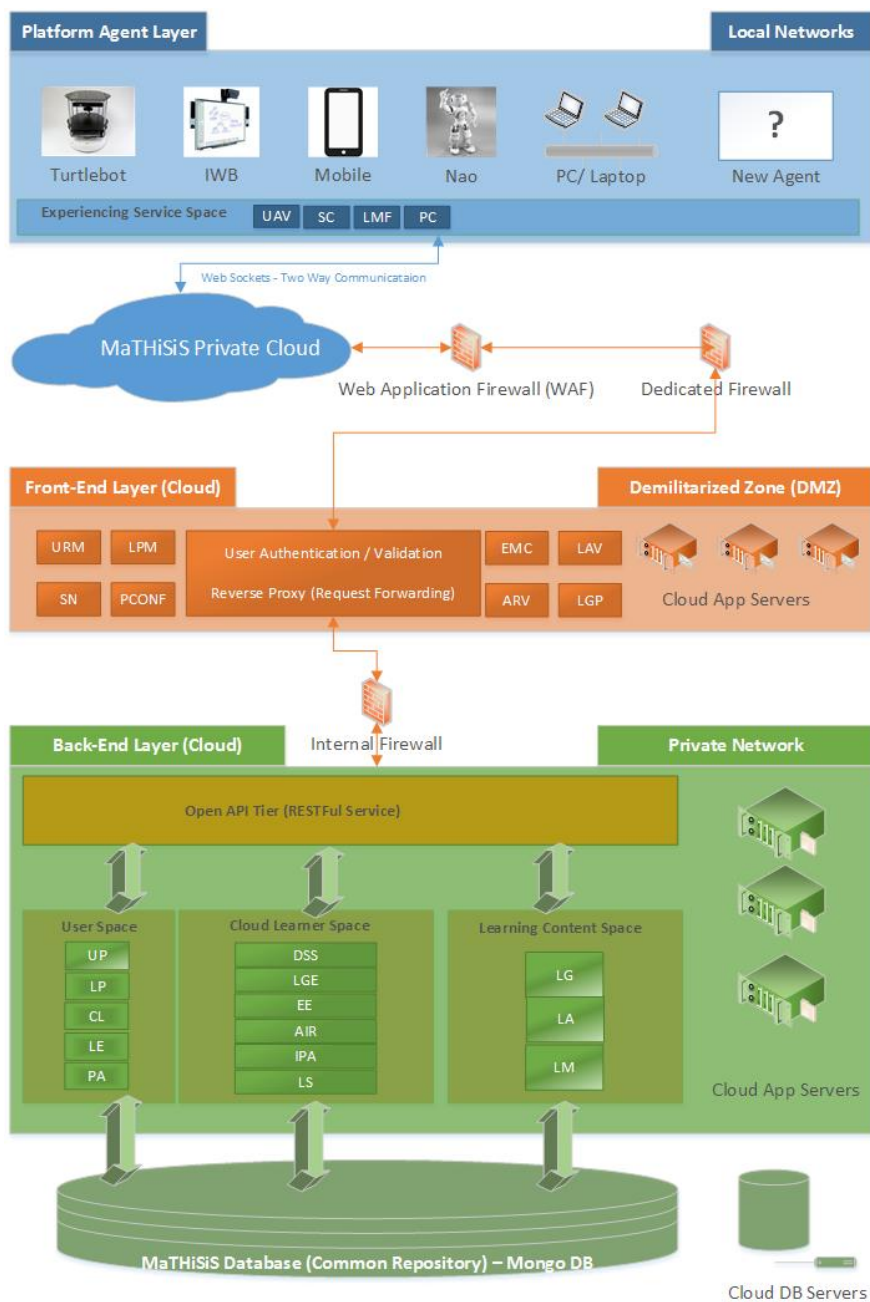 Platform Agent Layer
Local Networks
?
Turtlebot
IWB
Mobile
Nao
PC/ Laptop
New Agent
Experiencing Service Space
UAV
SC
LMF
PC
Web Sockets - Two Way Communicataion
MaTHiSiS Private Cloud
Web Application Firewall (WAF)
Dedicated Firewall
Front-End Layer (Cloud)
Demilitarized Zone (DMZ)
URM
LPM
User Authentication / Validation
EMC
LAV
SN
PCONF
Reverse Proxy (Request Forwarding)
ARV
LGP
Cloud App Servers
Back-End Layer (Cloud)
Internal Firewall
Private Network
Open API Tier (RESTFul Service)
User Space
UP
LP
CL
LE
PA
Cloud Learner Space
DSS
LGE
EE
AIR
IPA
LS
Learning Content Space
LG
LA
LM
Cloud App Servers
MaTHiSiS Database (Common Repository) – Mongo DB
Cloud DB Servers